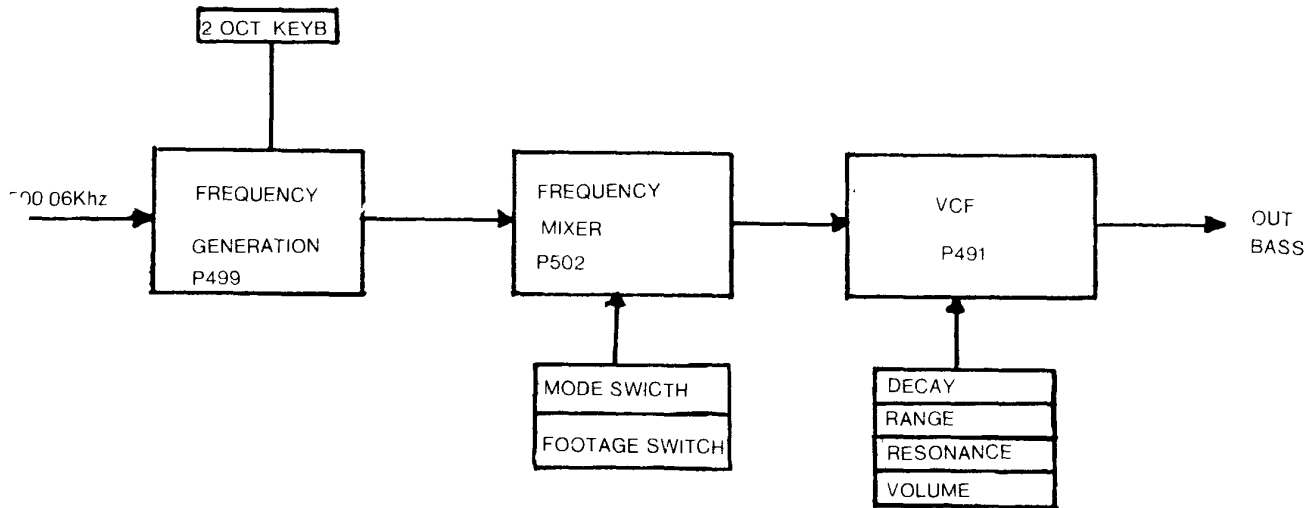 2 OCT KEYB
FREQUENCY
GENERATION
P499
FREQUENCY
MIXER
P502
VCF
P491
OUT
BASS
MODE SWICTH
FOOTAGE SWITCH
DECAY
RANGE
RESONANCE
VOLUME